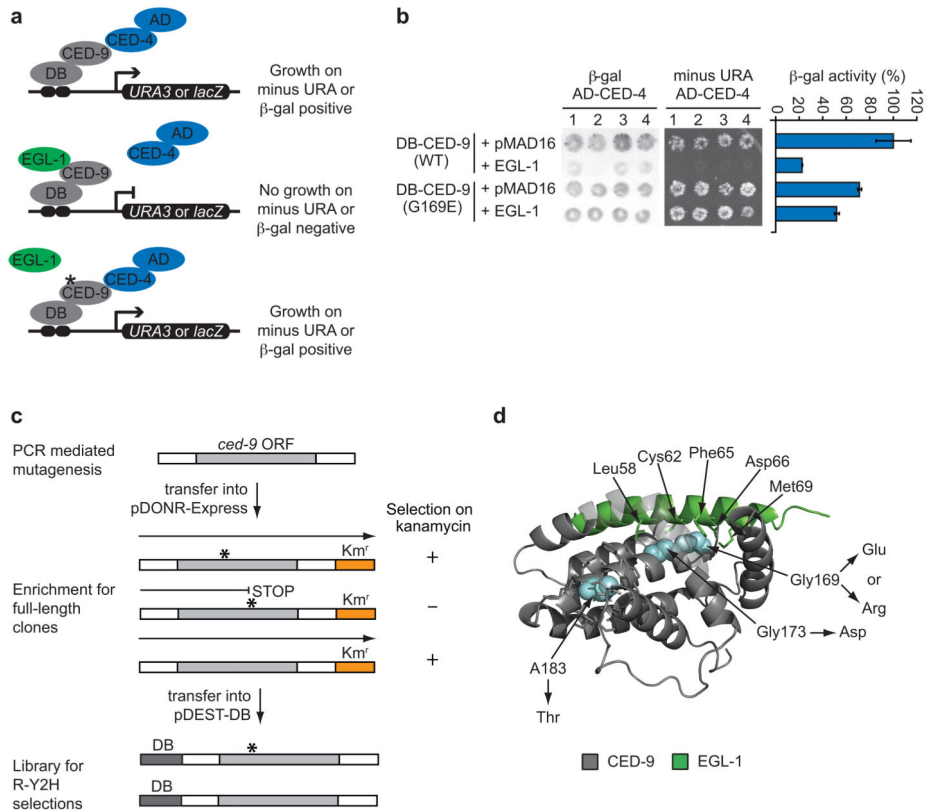 a
AD
CED-4
CED-9
DB
URA3 or lacZ
Growth on
minus URA or
β-gal positive
EGL-1
CED-9
DB
AD
CED-4
URA3 or lacZ
No growth on
minus URA or
β-gal negative
EGL-1
*
CED-9
DB
AD
CED-4
URA3 or lacZ
Growth on
minus URA or
β-gal positive
b
β-gal
AD-CED-4
minus URA
AD-CED-4
β-gal activity (%)
1 2 3 4
1 2 3 4
0 20 40 60 80 100 120
DB-CED-9
(WT)
+ pMAD16
+ EGL-1
DB-CED-9
(G169E)
+ pMAD16
+ EGL-1
c
PCR mediated
mutagenesis
ced-9 ORF
transfer into
pDONR-Express
Selection on
kanamycin
* Kmr
+
Enrichment for
full-length
clones
STOP
* Kmr
−
Kmr
+
transfer into
pDEST-DB
Library for
R-Y2H
selections
DB *
DB
d
Leu58
Cys62
Phe65
Asp66
Met69
Gly169
Glu
or
Arg
Gly173
Asp
A183
Thr
CED-9
EGL-1